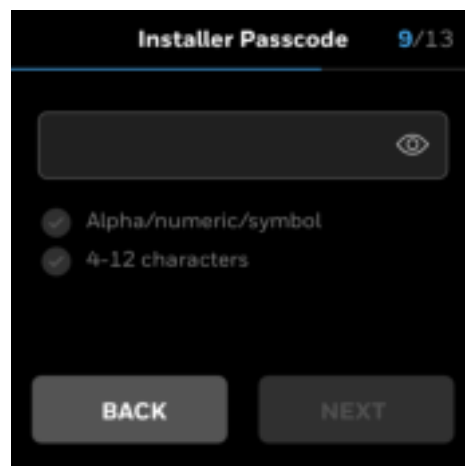 Installer Passcode 9/13
Alpha/numeric/symbol
4-12 characters
BACK NEXT